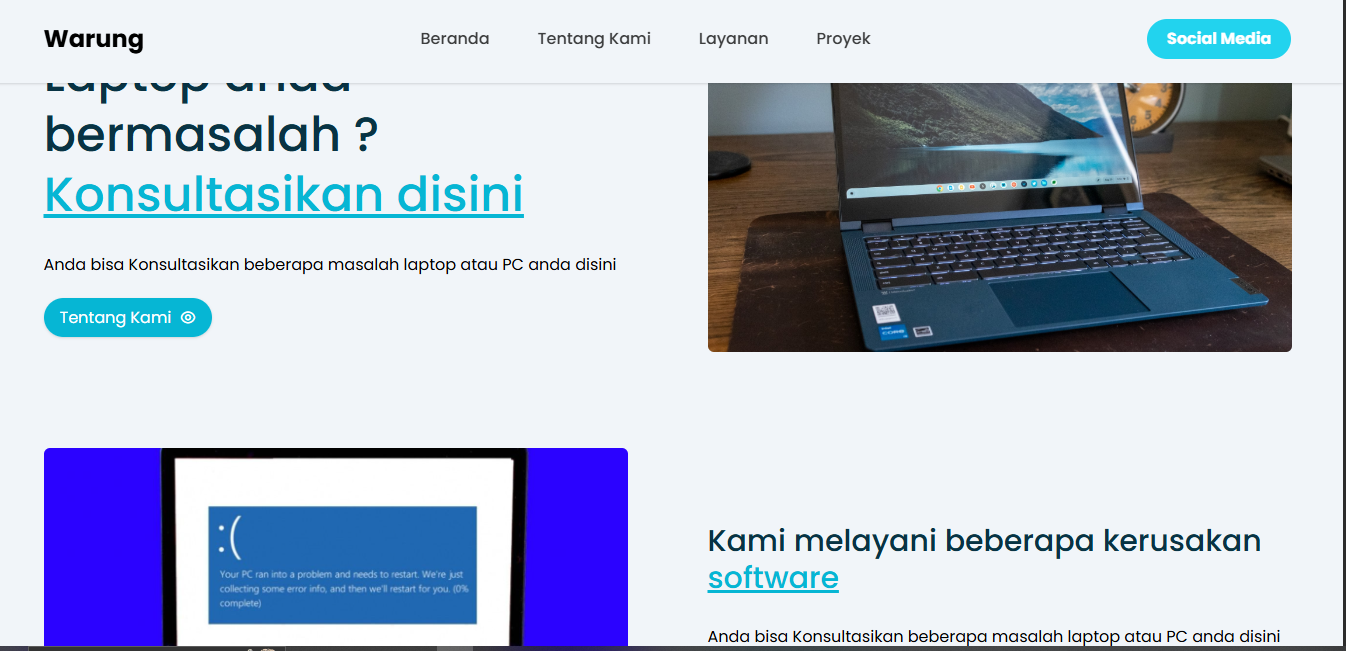 Warung
Beranda
Tentang Kami
Layanan
Proyek
Social Media
Laptop anda
bermasalah ?
Konsultasikan disini
Anda bisa Konsultasikan beberapa masalah laptop atau PC anda disini
Tentang Kami
CORE
:(
Your PC ran into a problem and needs to restart. We're just
collecting some error info, and then we'll restart for you. (0%
complete)
Kami melayani beberapa kerusakan
software
Anda bisa Konsultasikan beberapa masalah laptop atau PC anda disini